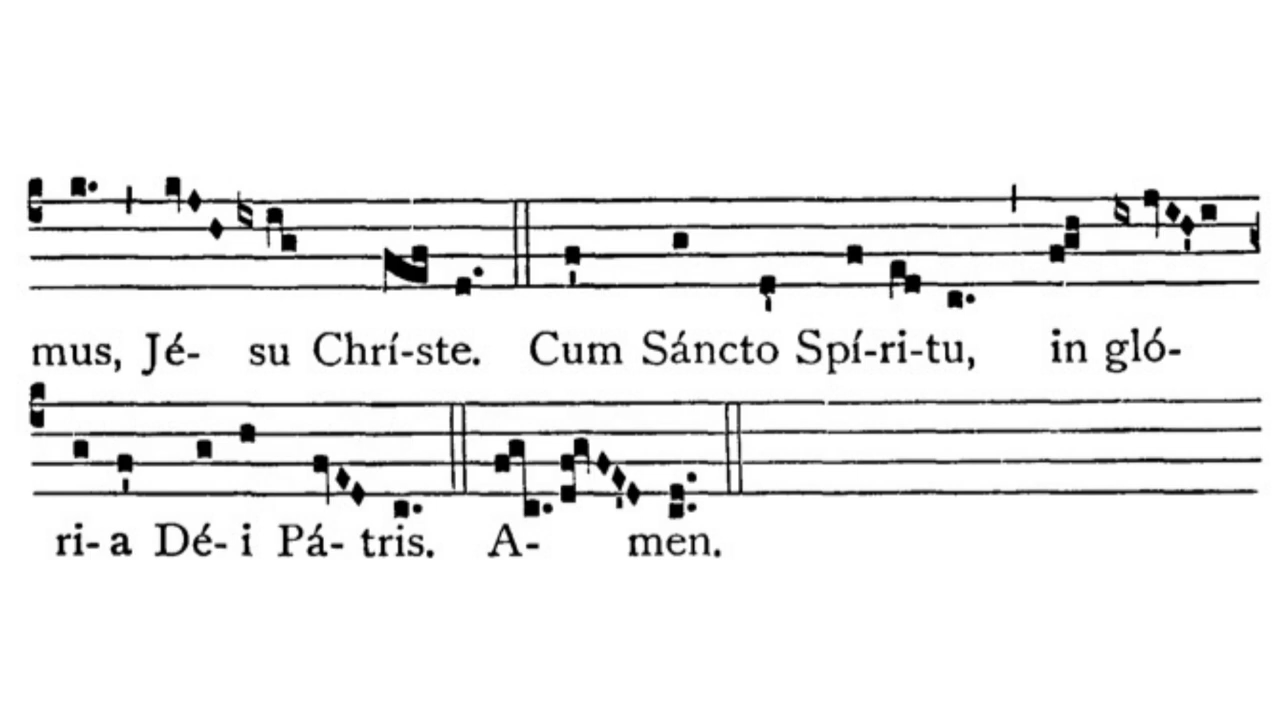 mus, Jé- su Chrí-ste. Cum Sáncto Spí-ri-tu, in gló-
ri- a Dé- i Pá- tris. A- men.